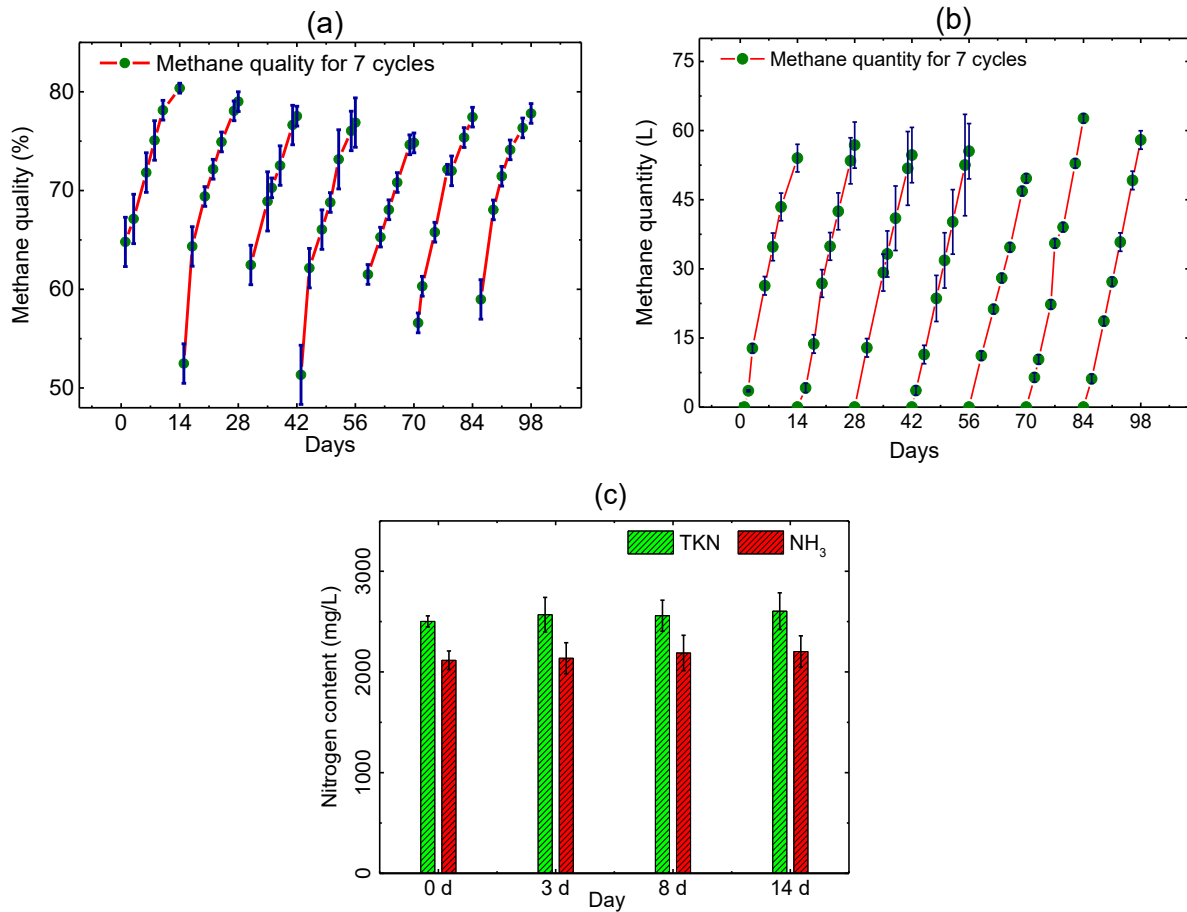 (a)
Methane quality for 7 cycles
Methane quality (%)
80
70
60
50
0 14 28 42 56 70 84 98
Days
(b)
Methane quantity for 7 cycles
Methane quantity (L)
75
60
45
30
15
0
0 14 28 42 56 70 84 98
Days
(c)
TKN NH₃
Nitrogen content (mg/L)
3000
2000
1000
0
0 d 3 d 8 d 14 d
Day